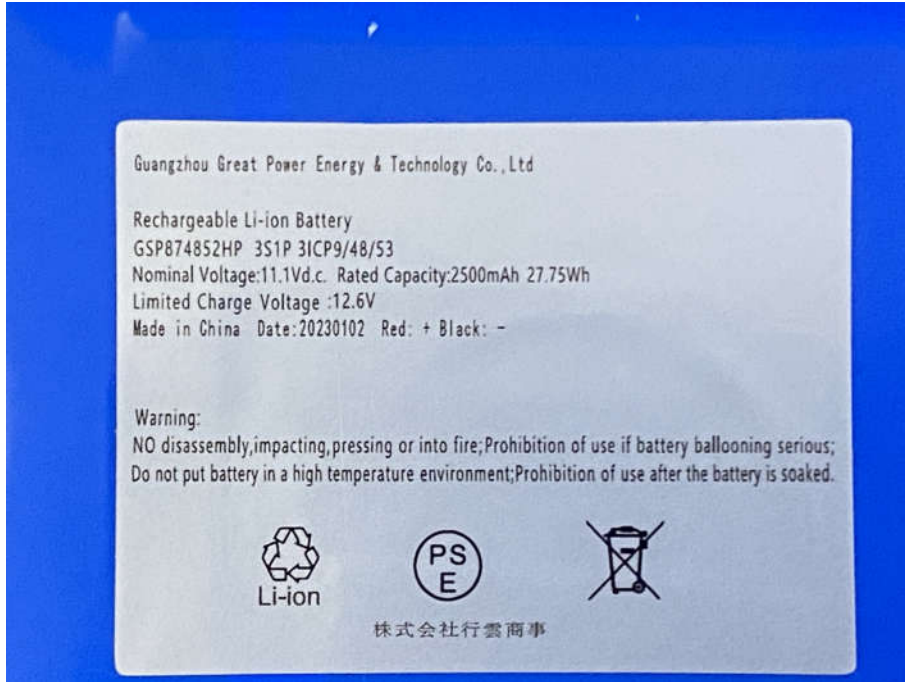 Guangzhou Great Power Energy & Technology Co.,Ltd
Rechargeable Li-ion Battery
GSP874852HP 3S1P 3ICP9/48/53
Nominal Voltage:11.1Vd.c. Rated Capacity:2500mAh 27.75Wh
Limited Charge Voltage :12.6V
Made in China Date:20230102 Red: + Black: -
Warning:
NO disassembly,impacting,pressing or into fire;Prohibition of use if battery ballooning serious;
Do not put battery in a high temperature environment;Prohibition of use after the battery is soaked.
Li-ion
PS
E
株式会社行雲商事